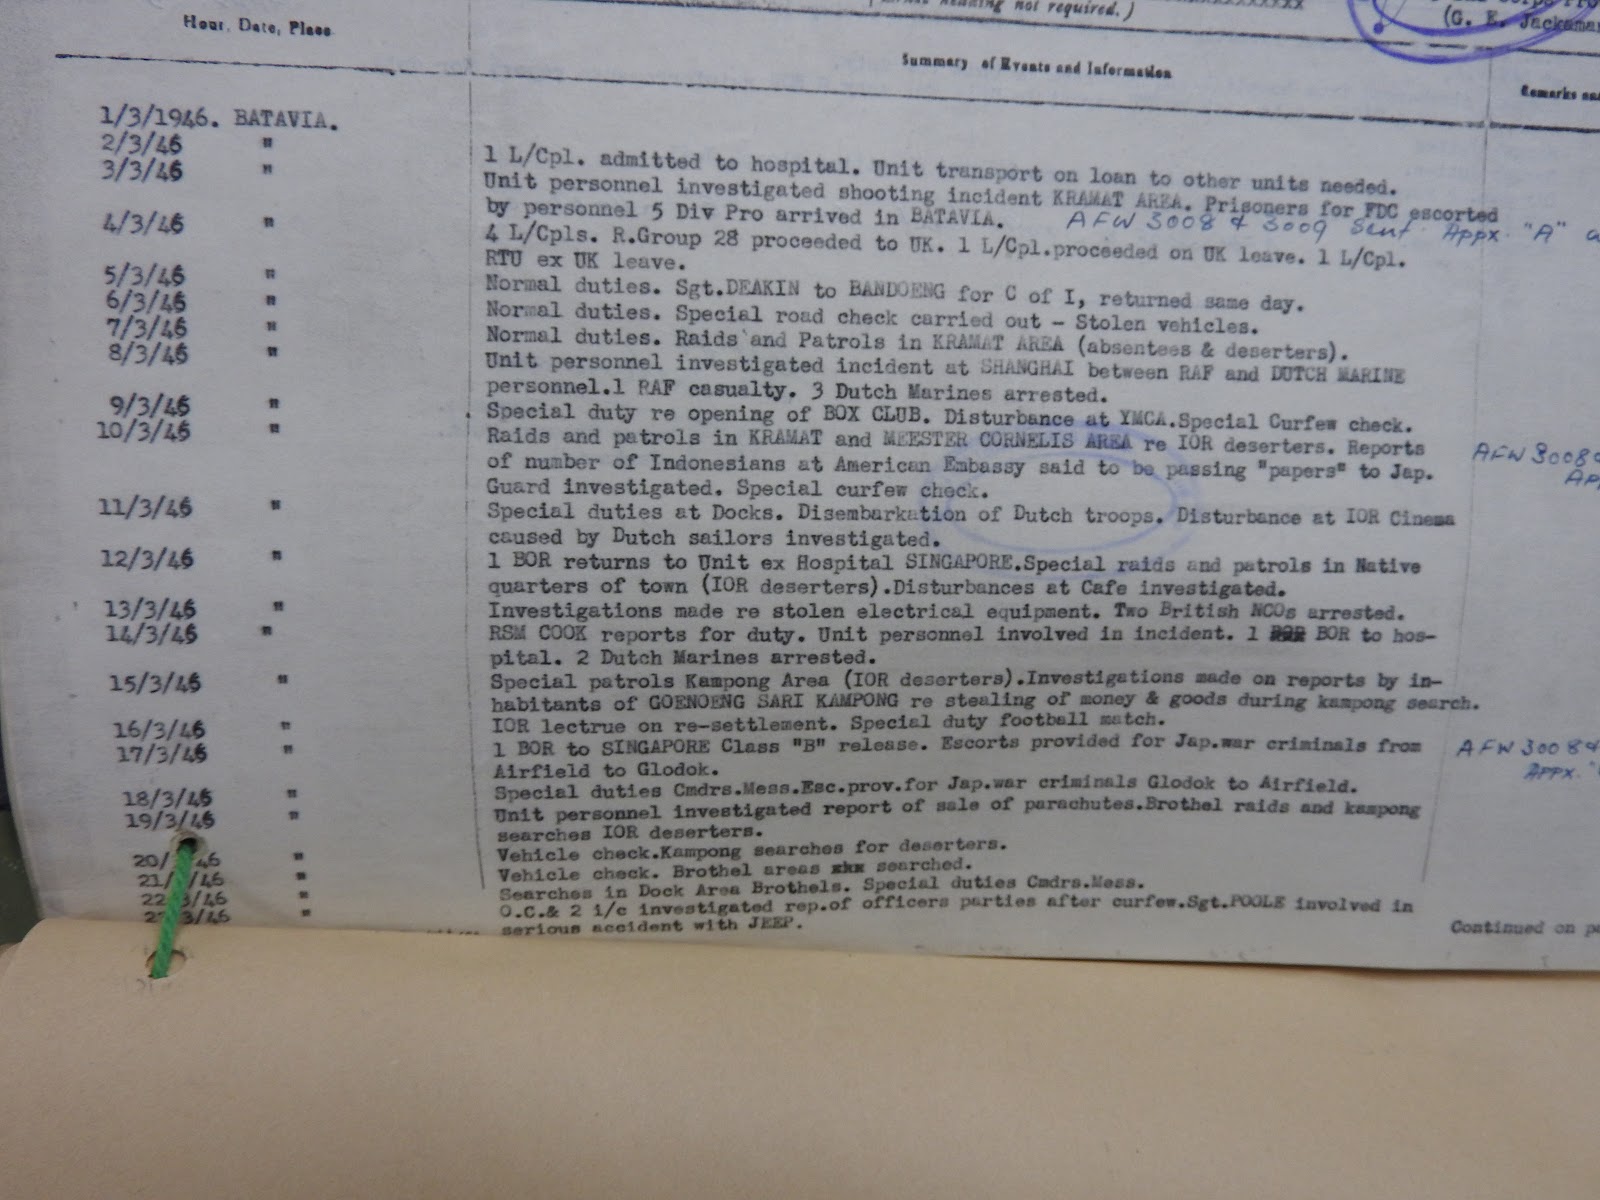 Hour, Date, Place
not required.)
(G. E. Jackaman
Summary of Events and Information
Remarks
1/3/1946. BATAVIA.
2/3/46 " 1 L/Cpl. admitted to hospital. Unit transport on loan to other units needed.
3/3/46 " Unit personnel investigated shooting incident KRAMAT AREA. Prisoners for FDC escorted
by personnel 5 Div Pro arrived in BATAVIA. AFW 3008 & 3009 sent. Appx. "A"
4/3/46 " 4 L/Cpls. R.Group 28 proceeded to UK. 1 L/Cpl.proceeded on UK leave. 1 L/Cpl.
RTU ex UK leave.
5/3/46 " Normal duties. Sgt.DEAKIN to BANDOENG for C of I, returned same day.
6/3/46 " Normal duties. Special road check carried out - Stolen vehicles.
7/3/46 " Normal duties. Raids and Patrols in KRAMAT AREA (absentees & deserters).
8/3/46 " Unit personnel investigated incident at SHANGHAI between RAF and DUTCH MARINE
personnel.1 RAF casualty. 3 Dutch Marines arrested.
9/3/46 " Special duty re opening of BOX CLUB. Disturbance at YMCA.Special Curfew check.
10/3/46 " Raids and patrols in KRAMAT and MEESTER CORNELIS AREA re IOR deserters. Reports AFW 3008
of number of Indonesians at American Embassy said to be passing "papers" to Jap.
Guard investigated. Special curfew check.
11/3/46 " Special duties at Docks. Disembarkation of Dutch troops. Disturbance at IOR Cinema
caused by Dutch sailors investigated.
12/3/46 " 1 BOR returns to Unit ex Hospital SINGAPORE.Special raids and patrols in Native
quarters of town (IOR deserters).Disturbances at Cafe investigated.
13/3/46 " Investigations made re stolen electrical equipment. Two British NCOs arrested.
14/3/46 " RSM COOK reports for duty. Unit personnel involved in incident. 1 BOR to hos-
pital. 2 Dutch Marines arrested.
15/3/46 " Special patrols Kampong Area (IOR deserters).Investigations made on reports by in-
habitants of GOENOENG SARI KAMPONG re stealing of money & goods during kampong search.
16/3/46 " IOR lectrue on re-settlement. Special duty football match.
17/3/46 " 1 BOR to SINGAPORE Class "B" release. Escorts provided for Jap.war criminals from AFW 3008
Airfield to Glodok. APPX. "
18/3/46 " Special duties Cmdrs.Mess.Esc.prov.for Jap.war criminals Glodok to Airfield.
19/3/46 " Unit personnel investigated report of sale of parachutes.Brothel raids and kampong
searches IOR deserters.
20/ 46 " Vehicle check.Kampong searches for deserters.
21/ /46 " Vehicle check. Brothel areas xxx searched.
22 3/46 " Searches in Dock Area Brothels. Special duties Cmdrs.Mess.
23/3/46 " O.C.& 2 i/c investigated rep.of officers parties after curfew.Sgt.POOLE involved in
serious accident with JEEP. Continued on